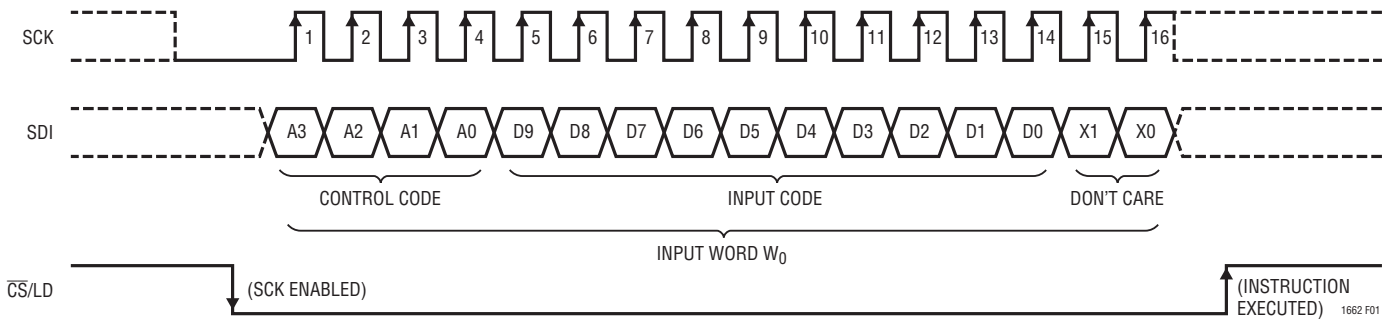 SCK
1 2 3 4 5 6 7 8 9 10 11 12 13 14 15 16
SDI
A3 A2 A1 A0 D9 D8 D7 D6 D5 D4 D3 D2 D1 D0 X1 X0
CONTROL CODE INPUT CODE DON'T CARE
INPUT WORD W0
CS/LD
(SCK ENABLED)
(INSTRUCTION
EXECUTED) 1662 F01